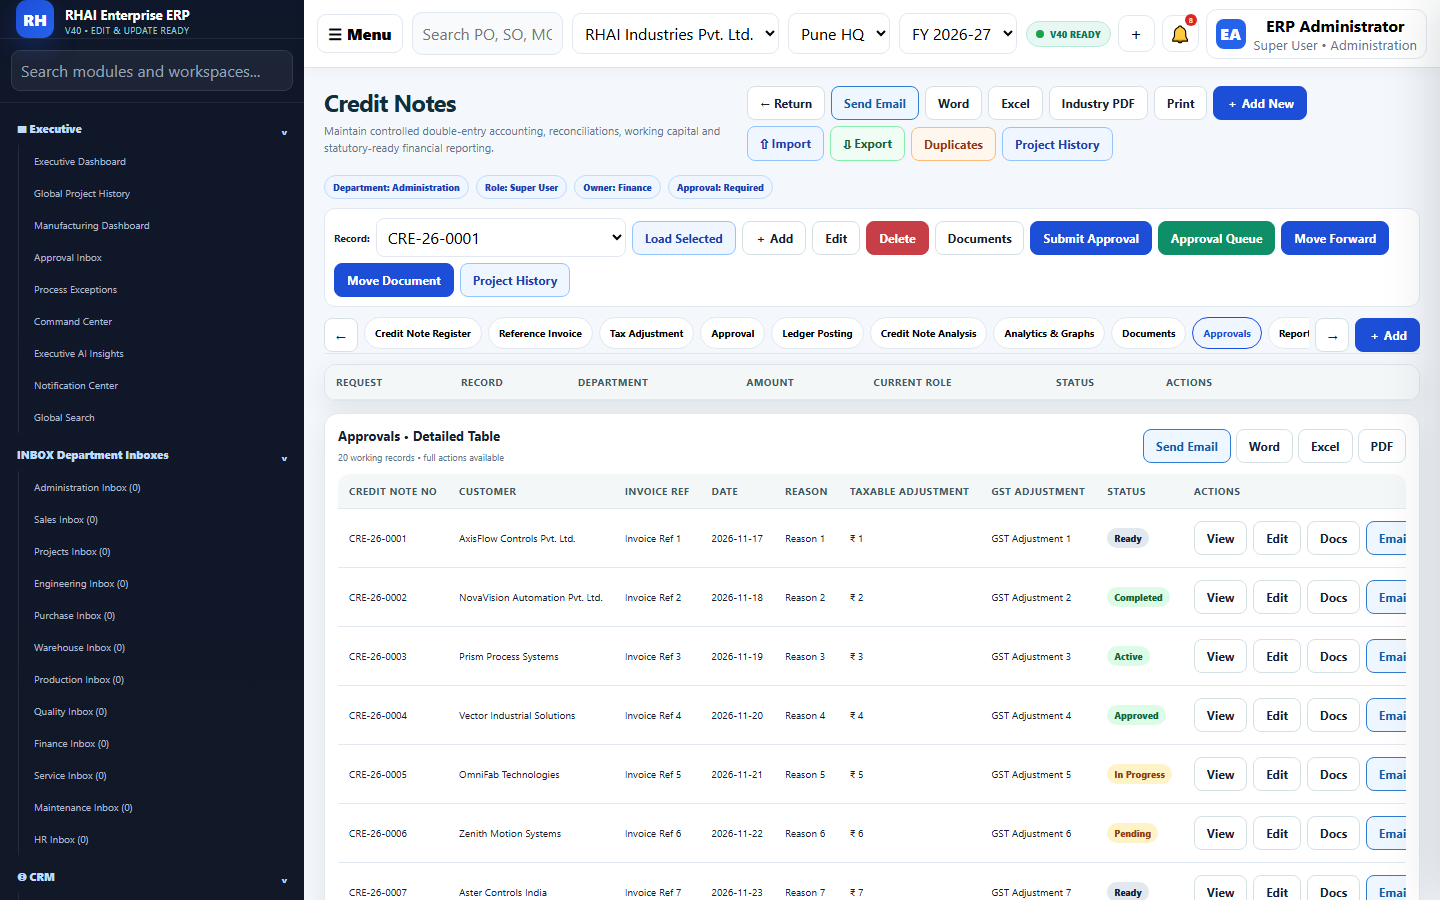 RH
RHAI Enterprise ERP
V40 • EDIT & UPDATE READY
Search modules and workspaces...
Executive
Executive Dashboard
Global Project History
Manufacturing Dashboard
Approval Inbox
Process Exceptions
Command Center
Executive AI Insights
Notification Center
Global Search
INBOX Department Inboxes
Administration Inbox (0)
Sales Inbox (0)
Projects Inbox (0)
Engineering Inbox (0)
Purchase Inbox (0)
Warehouse Inbox (0)
Production Inbox (0)
Quality Inbox (0)
Finance Inbox (0)
Service Inbox (0)
Maintenance Inbox (0)
HR Inbox (0)
CRM
☰ Menu
Search PO, SO, MO
RHAI Industries Pvt. Ltd.
Pune HQ
FY 2026-27
V40 READY
+
8
EA
ERP Administrator
Super User • Administration
Credit Notes
Maintain controlled double-entry accounting, reconciliations, working capital and
statutory-ready financial reporting.
← Return
Send Email
Word
Excel
Industry PDF
Print
+ Add New
⇧ Import
⇩ Export
Duplicates
Project History
Department: Administration
Role: Super User
Owner: Finance
Approval: Required
Record:
CRE-26-0001
Load Selected
+ Add
Edit
Delete
Documents
Submit Approval
Approval Queue
Move Forward
Move Document
Project History
←
Credit Note Register
Reference Invoice
Tax Adjustment
Approval
Ledger Posting
Credit Note Analysis
Analytics & Graphs
Documents
Approvals
Report
→
+ Add
REQUEST RECORD DEPARTMENT AMOUNT CURRENT ROLE STATUS ACTIONS
Approvals • Detailed Table
20 working records • full actions available
Send Email
Word
Excel
PDF
CREDIT NOTE NO CUSTOMER INVOICE REF DATE REASON TAXABLE ADJUSTMENT GST ADJUSTMENT STATUS ACTIONS
CRE-26-0001 AxisFlow Controls Pvt. Ltd. Invoice Ref 1 2026-11-17 Reason 1 ₹ 1 GST Adjustment 1 Ready View Edit Docs Emai
CRE-26-0002 NovaVision Automation Pvt. Ltd. Invoice Ref 2 2026-11-18 Reason 2 ₹ 2 GST Adjustment 2 Completed View Edit Docs Emai
CRE-26-0003 Prism Process Systems Invoice Ref 3 2026-11-19 Reason 3 ₹ 3 GST Adjustment 3 Active View Edit Docs Emai
CRE-26-0004 Vector Industrial Solutions Invoice Ref 4 2026-11-20 Reason 4 ₹ 4 GST Adjustment 4 Approved View Edit Docs Emai
CRE-26-0005 OmniFab Technologies Invoice Ref 5 2026-11-21 Reason 5 ₹ 5 GST Adjustment 5 In Progress View Edit Docs Emai
CRE-26-0006 Zenith Motion Systems Invoice Ref 6 2026-11-22 Reason 6 ₹ 6 GST Adjustment 6 Pending View Edit Docs Emai
CRE-26-0007 Aster Controls India Invoice Ref 7 2026-11-23 Reason 7 ₹ 7 GST Adjustment 7 Ready View Edit Docs Emai